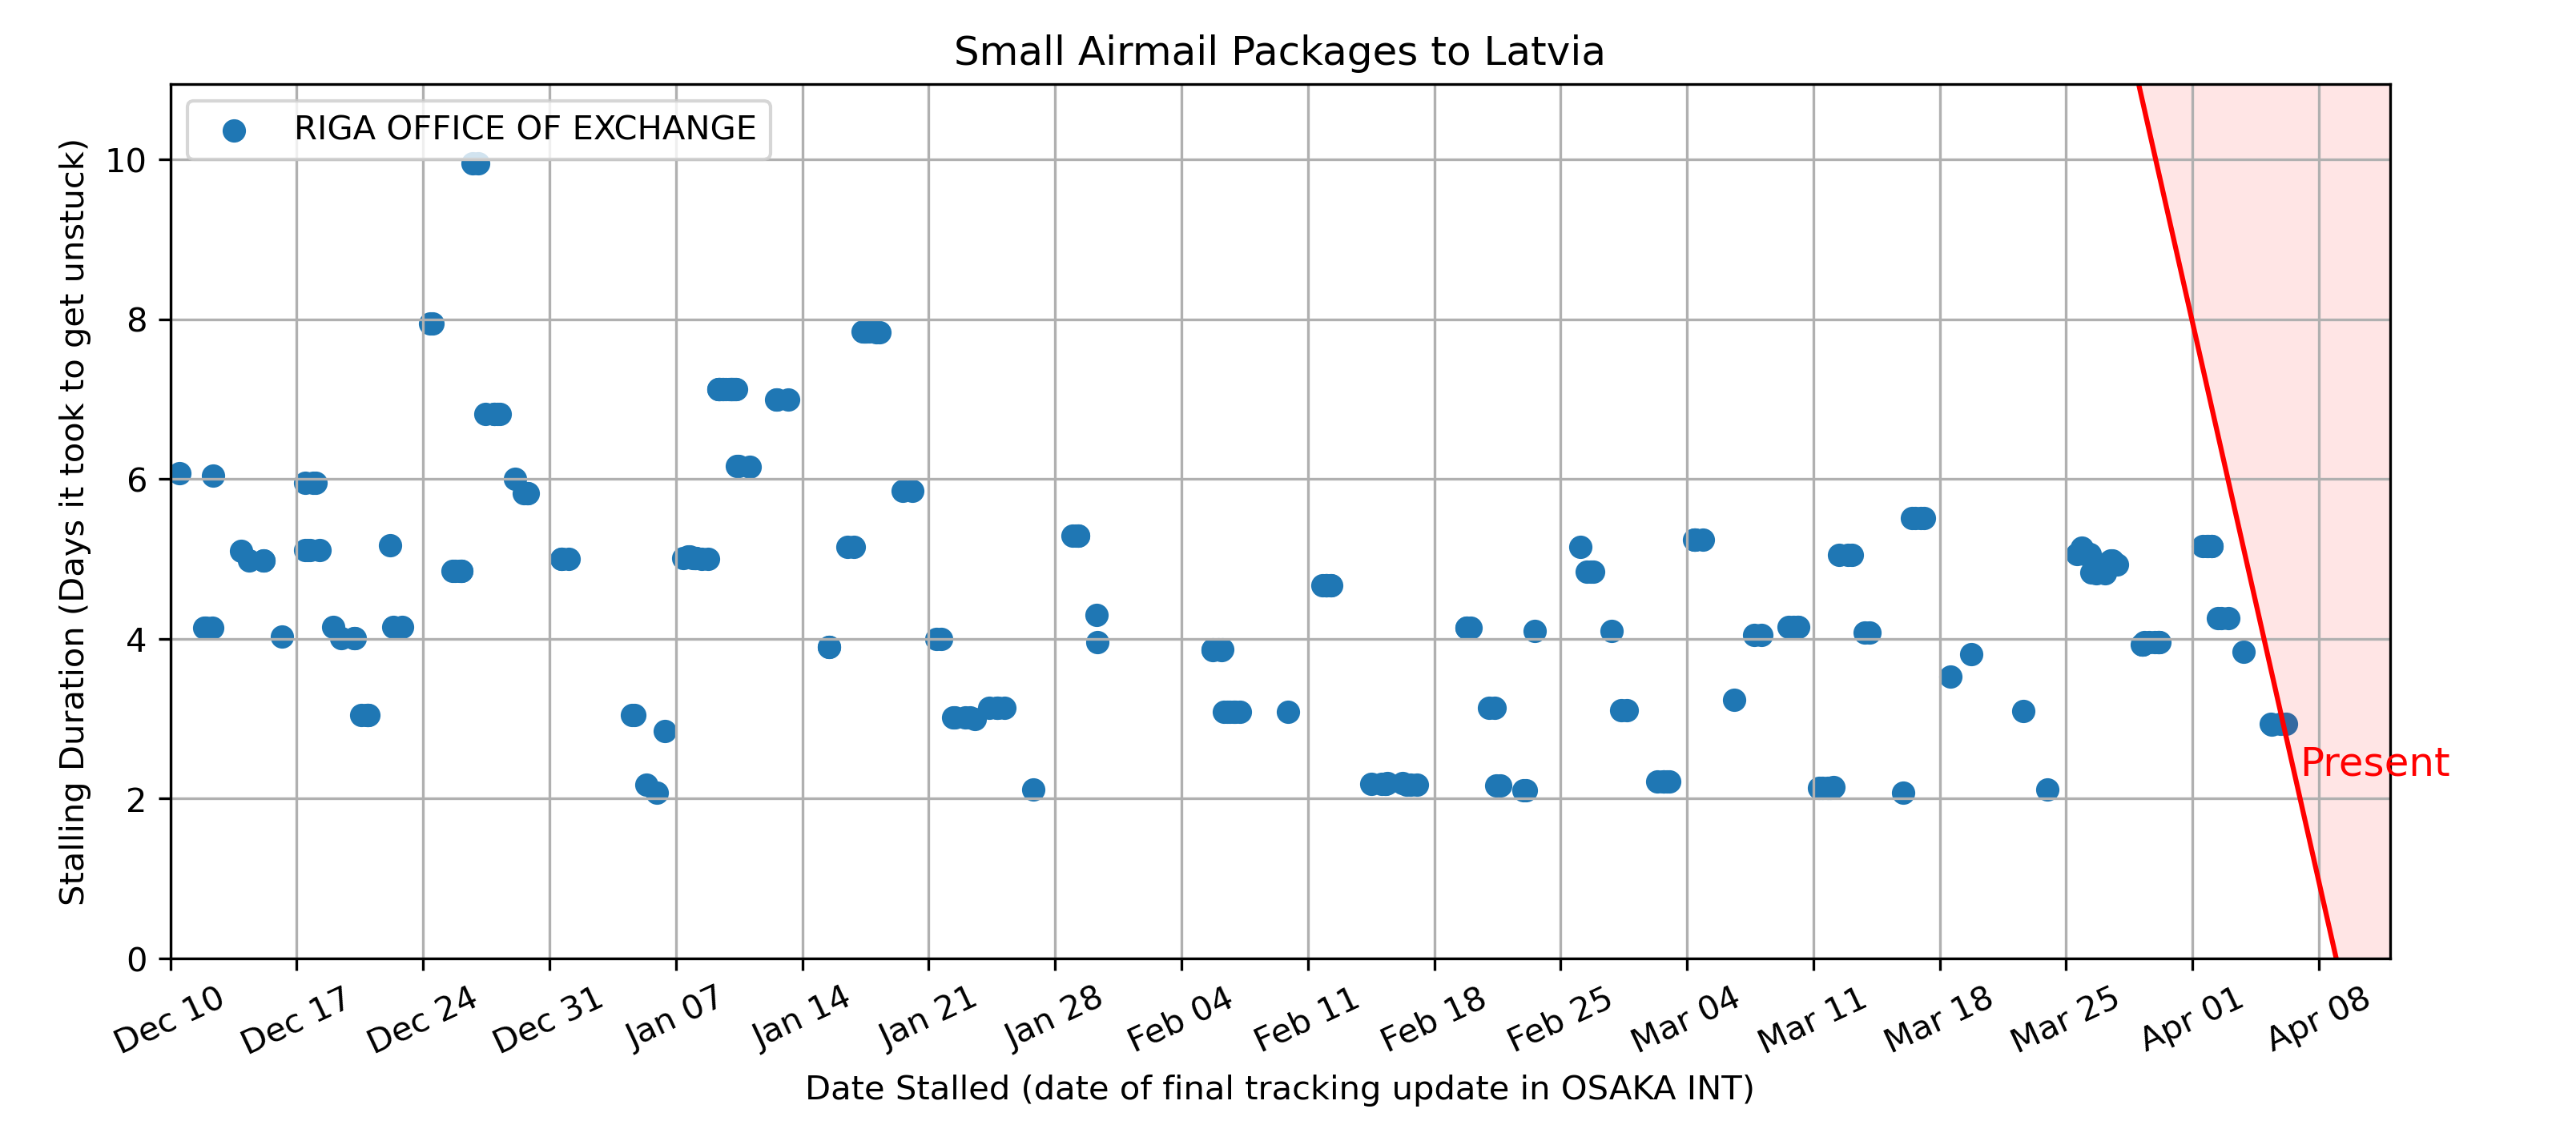 Small Airmail Packages to Latvia
RIGA OFFICE OF EXCHANGE
Stalling Duration (Days it took to get unstuck)
10
8
6
4
2
0
Present
Dec 10
Dec 17
Dec 24
Dec 31
Jan 07
Jan 14
Jan 21
Jan 28
Feb 04
Feb 11
Feb 18
Feb 25
Mar 04
Mar 11
Mar 18
Mar 25
Apr 01
Apr 08
Date Stalled (date of final tracking update in OSAKA INT)